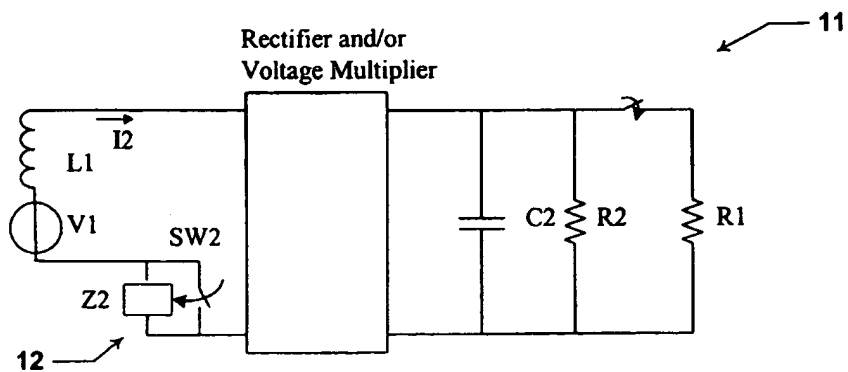 11
Rectifier and/or
Voltage Multiplier
I2
L1
V1
SW2
C2
R2
R1
Z2
12